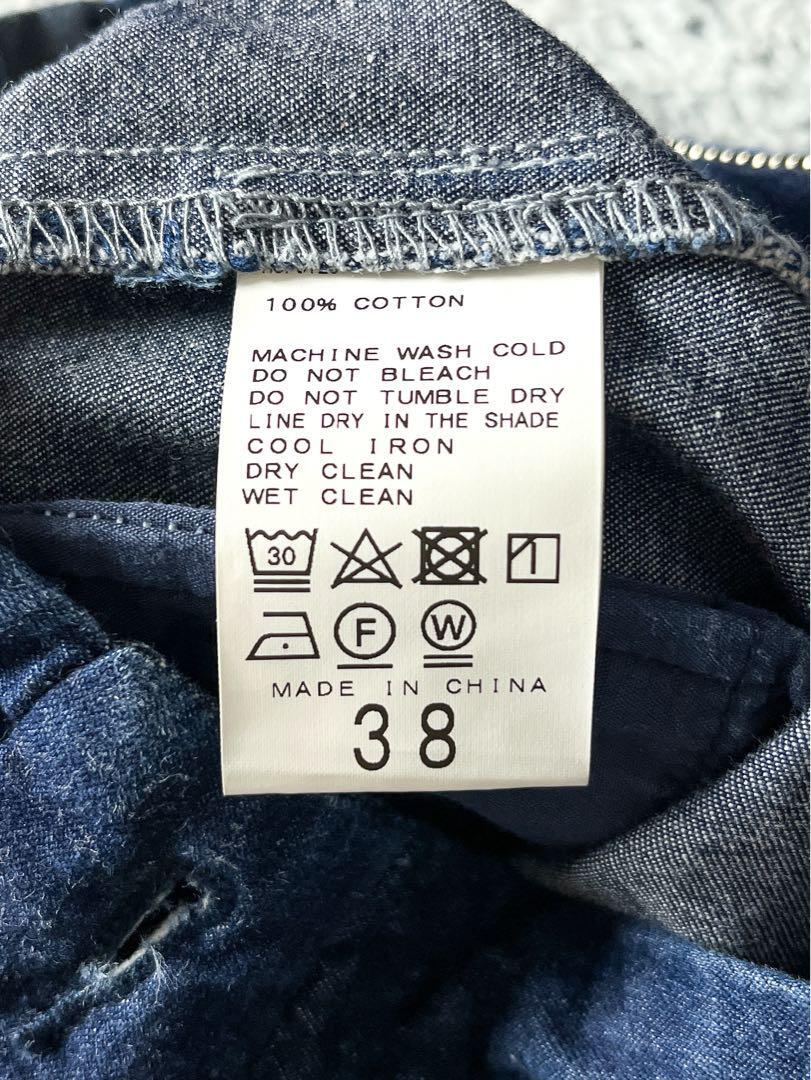 100% COTTON
MACHINE WASH COLD
DO NOT BLEACH
DO NOT TUMBLE DRY
LINE DRY IN THE SHADE
COOL IRON
DRY CLEAN
WET CLEAN
30
F W
MADE IN CHINA
38